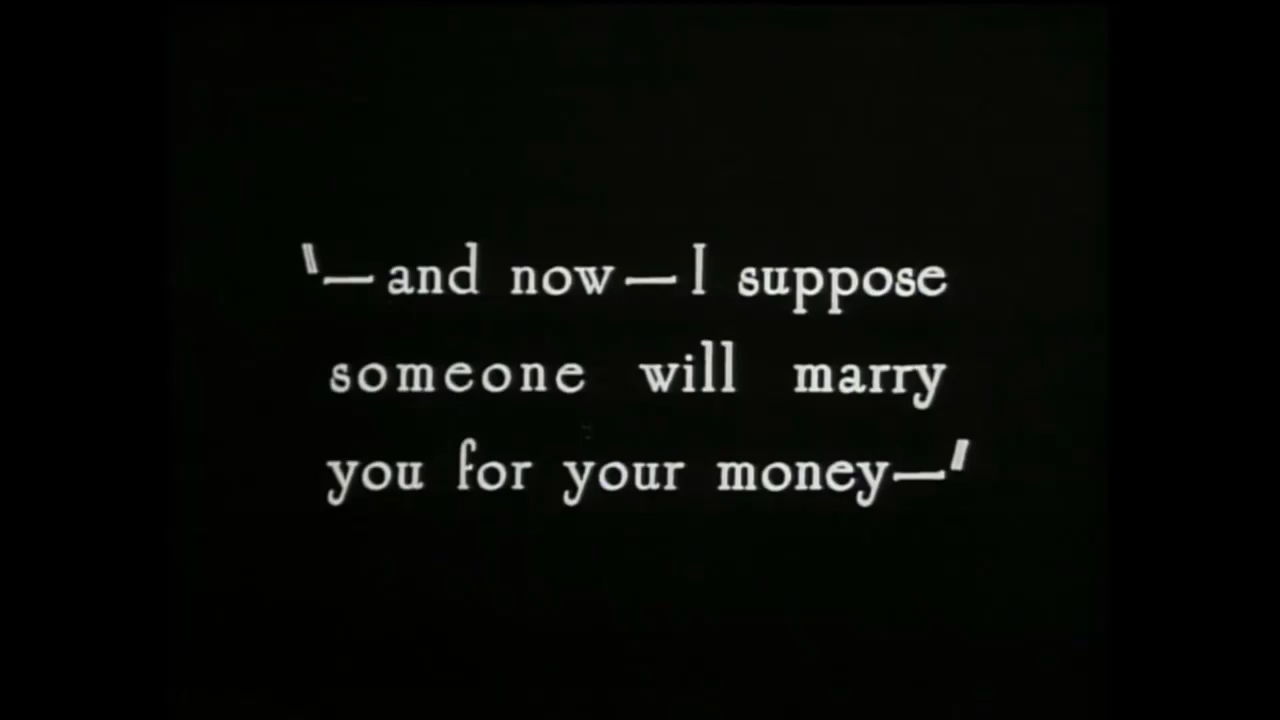 "—and now—I suppose
someone will marry
you for your money—"